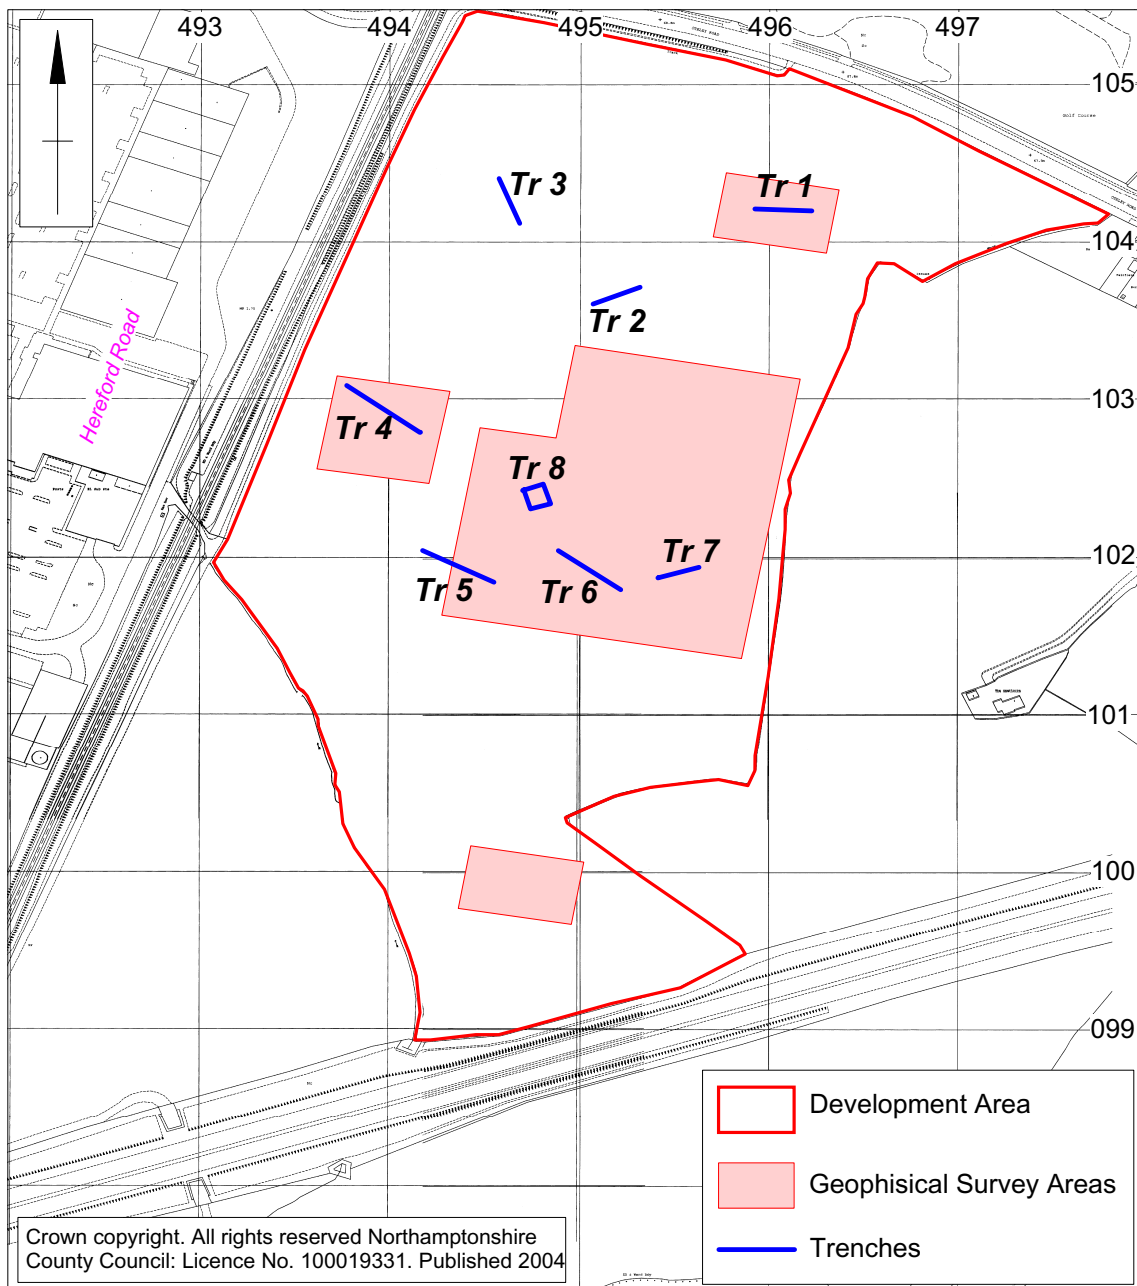 493
494
495
496
497
105
104
103
102
101
100
099
Golf Course
Tr 1
Tr 3
Tr 2
Tr 4
Tr 8
Tr 7
Tr 5
Tr 6
Hereford Road
Development Area
Geophisical Survey Areas
Trenches
Crown copyright. All rights reserved Northamptonshire
County Council: Licence No. 100019331. Published 2004